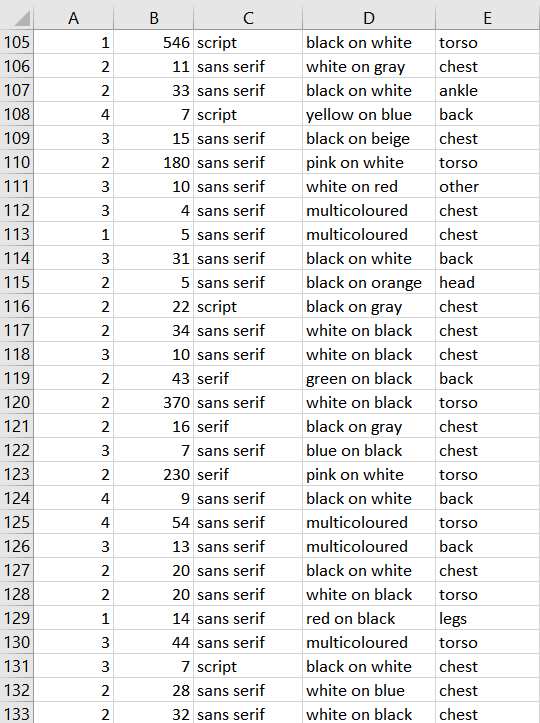 A B C D E
105 1 546 script black on white torso
106 2 11 sans serif white on gray chest
107 2 33 sans serif black on white ankle
108 4 7 script yellow on blue back
109 3 15 sans serif black on beige chest
110 2 180 sans serif pink on white torso
111 3 10 sans serif white on red other
112 3 4 sans serif multicoloured chest
113 1 5 sans serif multicoloured chest
114 3 31 sans serif black on white back
115 2 5 sans serif black on orange head
116 2 22 script black on gray chest
117 2 34 sans serif white on black chest
118 3 10 sans serif white on black chest
119 2 43 serif green on black back
120 2 370 sans serif white on black torso
121 2 16 serif black on gray chest
122 3 7 sans serif blue on black chest
123 2 230 serif pink on white torso
124 4 9 sans serif black on white back
125 4 54 sans serif multicoloured torso
126 3 13 sans serif multicoloured back
127 2 20 sans serif black on white chest
128 2 20 sans serif white on black torso
129 1 14 sans serif red on black legs
130 3 44 sans serif multicoloured torso
131 3 7 script black on white chest
132 2 28 sans serif white on blue chest
133 2 32 sans serif white on black chest